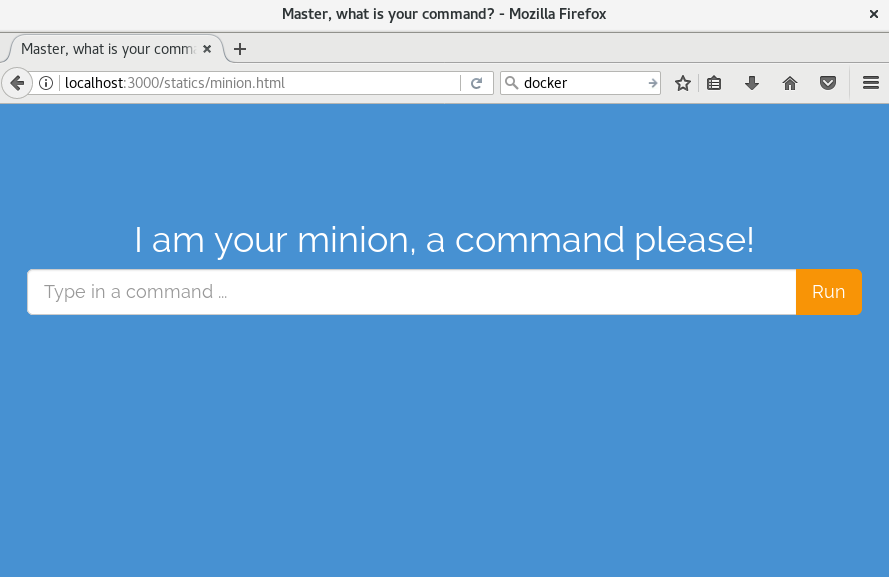 Master, what is your command? - Mozilla Firefox
Master, what is your comma
localhost:3000/statics/minion.html
docker
I am your minion, a command please!
Type in a command ...
Run